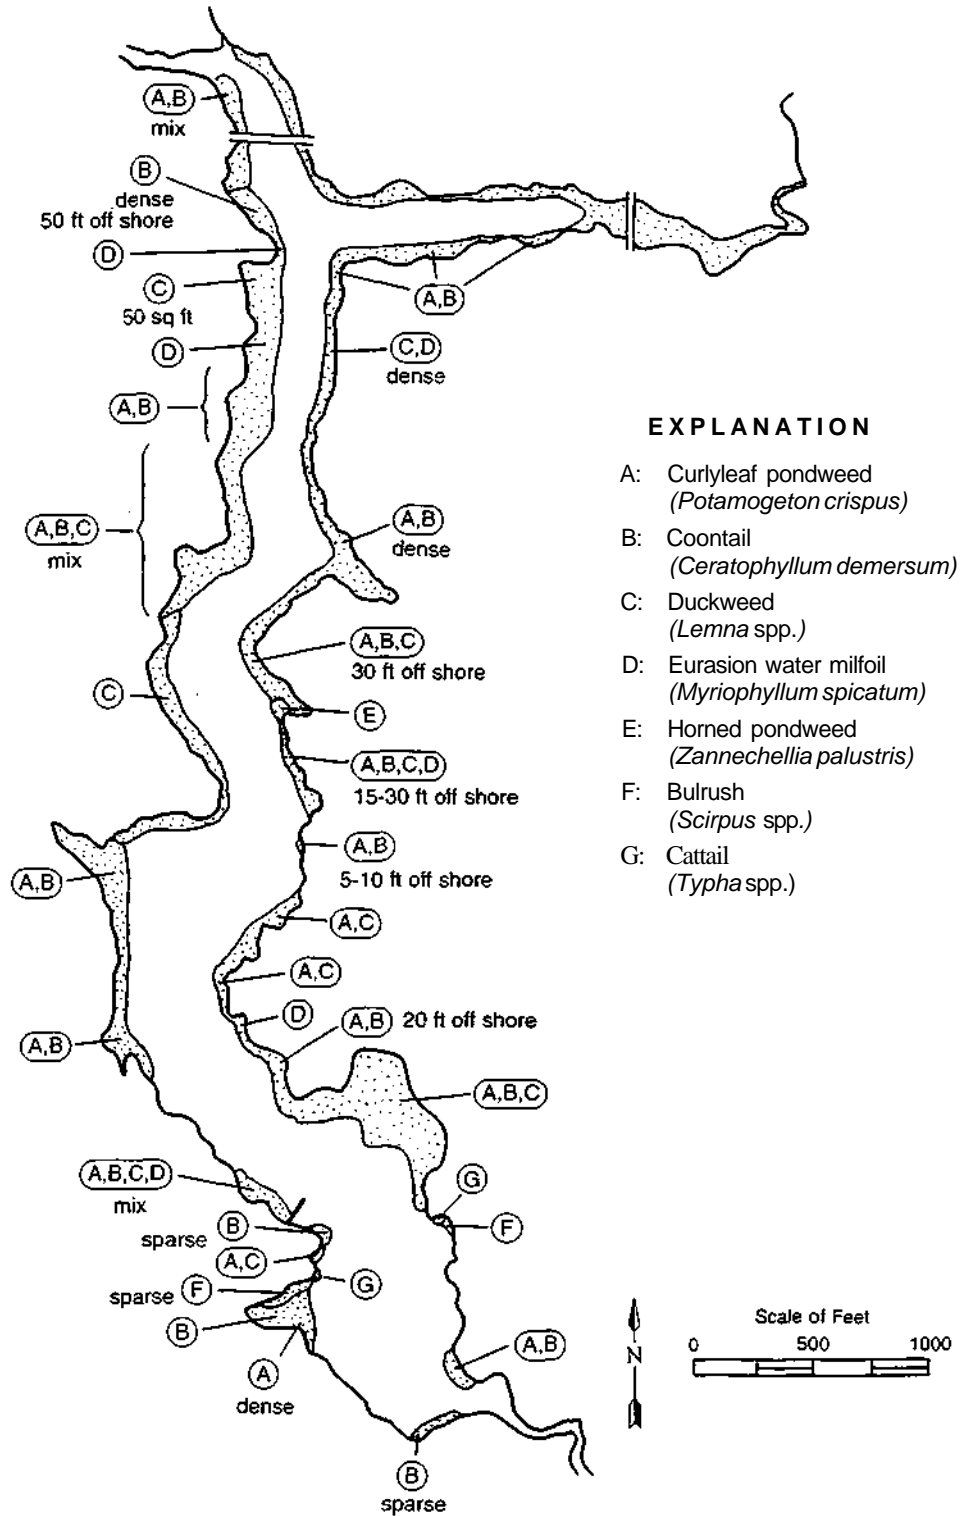 A,B
mix
B
dense
50 ft off shore
D
C
50 sq ft
D
A,B
C,D
dense
A,B
A,B,C
mix
A,B
dense
A,B,C
30 ft off shore
C
E
A,B,C,D
15-30 ft off shore
A,B
5-10 ft off shore
A,B
A,C
A,C
D
A,B 20 ft off shore
A,B
A,B,C
A,B,C,D
mix
G
F
B
sparse
A,C
G
sparse F
B
A
dense
A,B
B
sparse
EXPLANATION
A: Curlyleaf pondweed
(Potamogeton crispus)
B: Coontail
(Ceratophyllum demersum)
C: Duckweed
(Lemna spp.)
D: Eurasion water milfoil
(Myriophyllum spicatum)
E: Horned pondweed
(Zannechellia palustris)
F: Bulrush
(Scirpus spp.)
G: Cattail
(Typha spp.)
N
Scale of Feet
0 500 1000